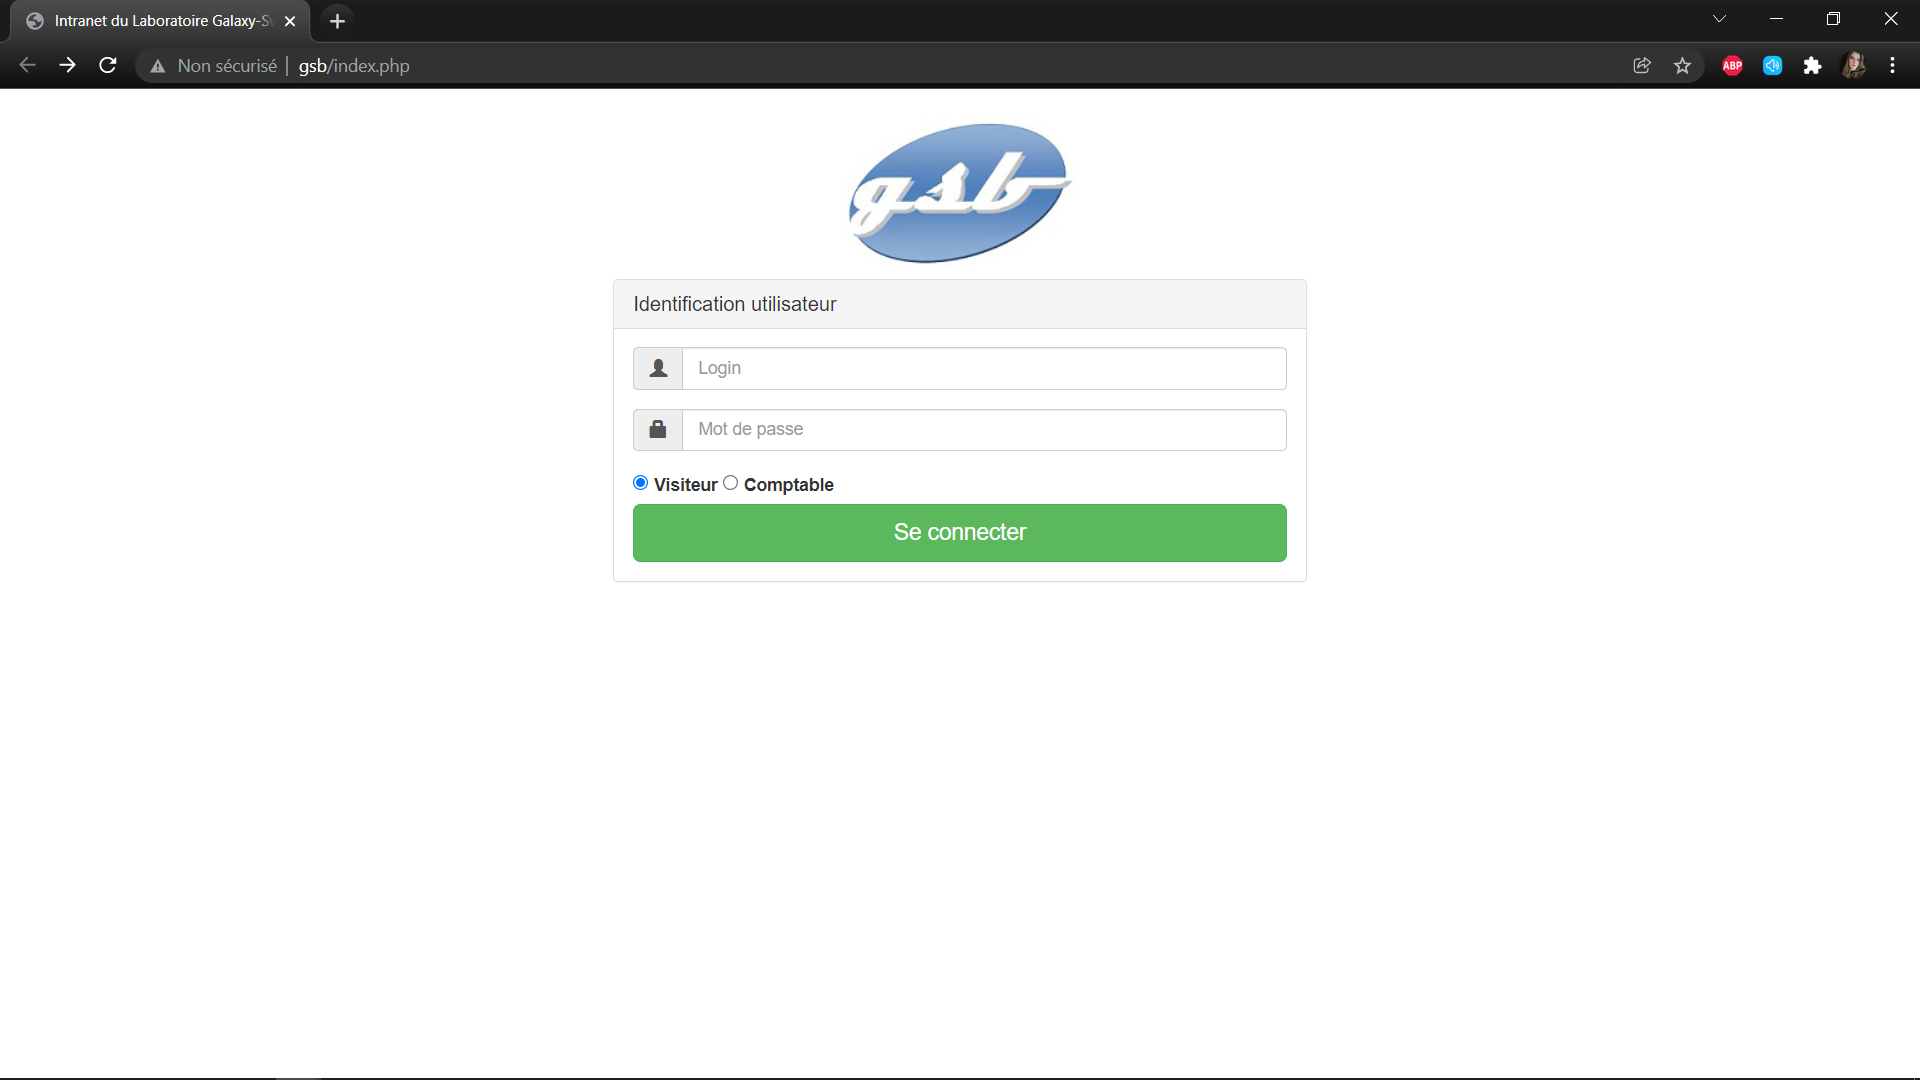 Intranet du Laboratoire Galaxy-Sw
Non sécurisé | gsb/index.php
ABP
gsb
Identification utilisateur
Login
Mot de passe
Visiteur Comptable
Se connecter